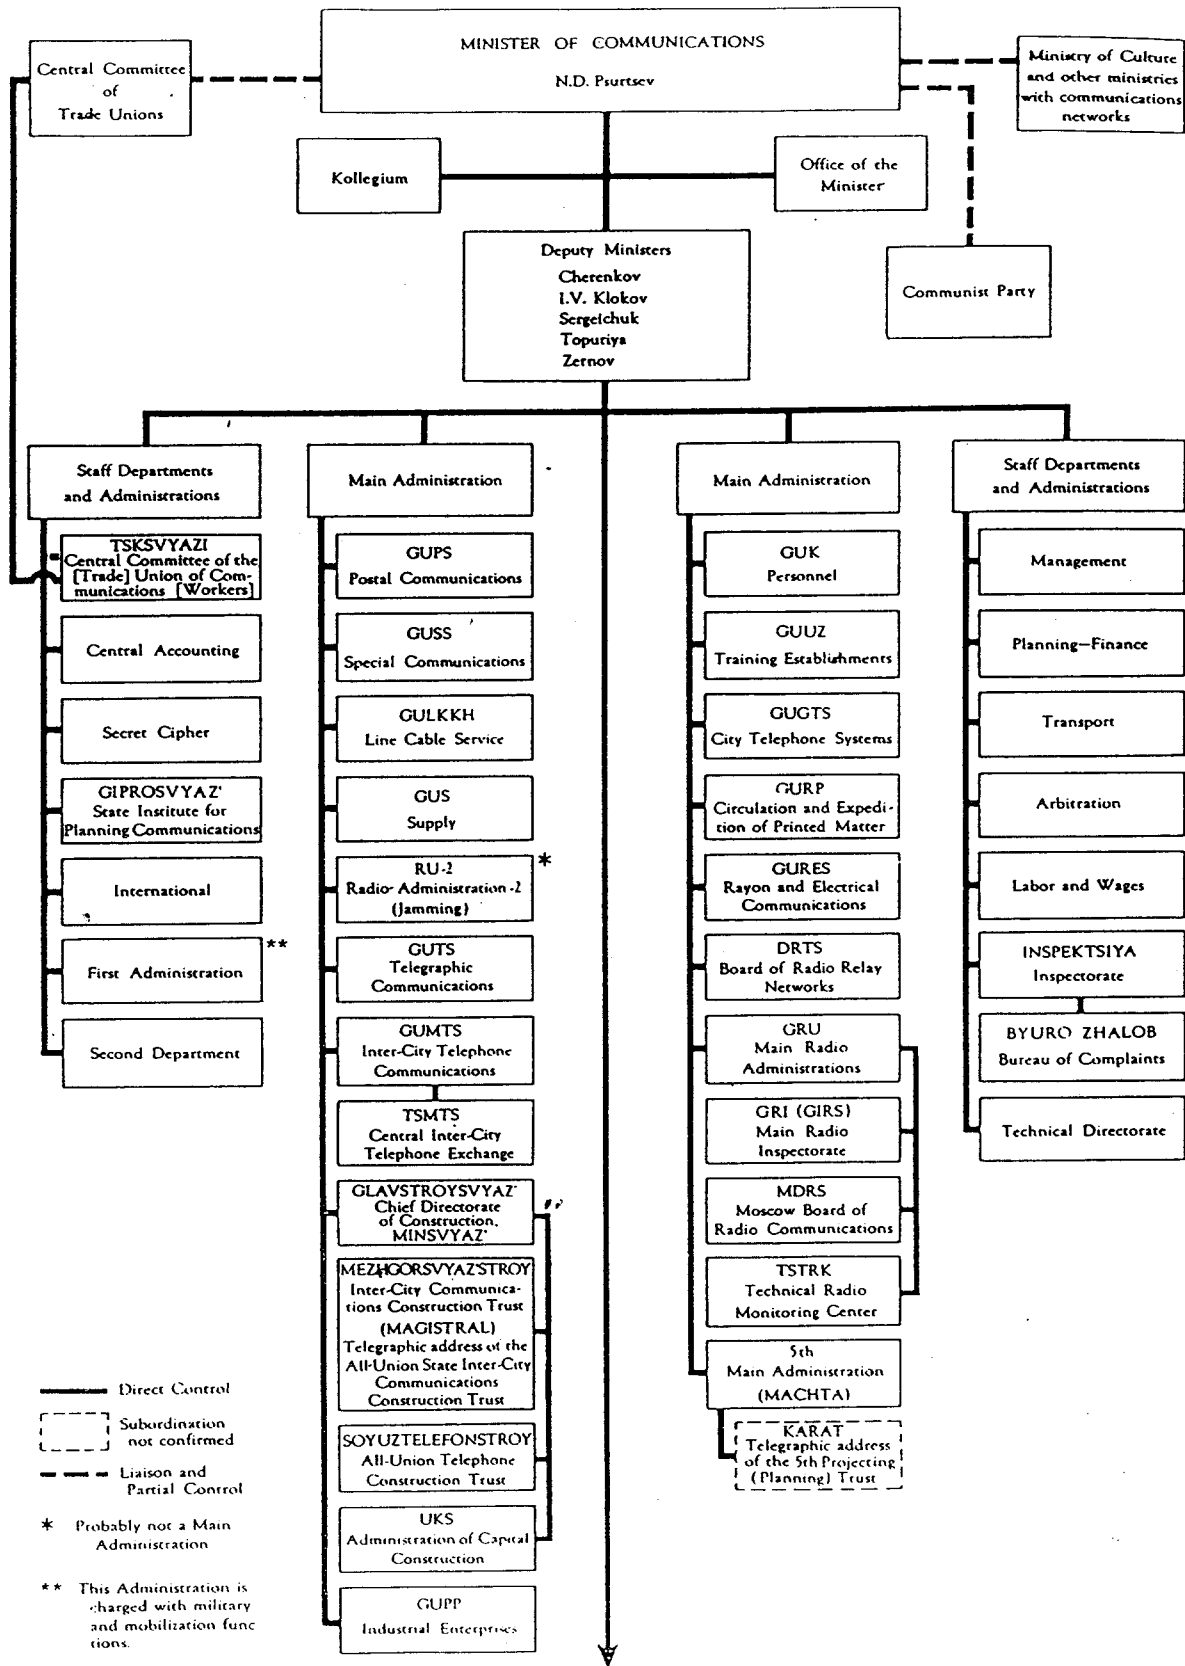 MINISTER OF COMMUNICATIONS
N.D. Psurtsev
Central Committee
of
Trade Unions
Ministry of Culture
and other ministries
with communications
networks
Kollegium
Office of the
Minister
Deputy Ministers
Cherenkov
I.V. Klokov
Sergeichuk
Topuriya
Zernov
Communist Party
Staff Departments
and Administrations
TSKSVYAZI
Central Committee of the
[Trade] Union of Com-
munications [Workers]
Central Accounting
Secret Cipher
GIPROSVYAZ'
State Institute for
Planning Communications
International
First Administration
**
Second Department
Main Administration
GUPS
Postal Communications
GUSS
Special Communications
GULKKH
Line Cable Service
GUS
Supply
RU-2
Radio-Administration-2
(Jamming)
*
GUTS
Telegraphic
Communications
GUMTS
Inter-City Telephone
Communications
TSMTS
Central Inter-City
Telephone Exchange
GLAVSTROYSVYAZ'
Chief Directorate
of Construction,
MINSVYAZ'
MEZHGORSVYAZ'STROY
Inter-City Communica-
tions Construction Trust
(MAGISTRAL)
Telegraphic address of the
All-Union State Inter-City
Communications
Construction Trust
SOYUZTELEFONSTROY
All-Union Telephone
Construction Trust
UKS
Administration of Capital
Construction
GUPP
Industrial Enterprises
Main Administration
GUK
Personnel
GUUZ
Training Establishments
GUGTS
City Telephone Systems
GURP
Circulation and Expedi-
tion of Printed Matter
GURES
Rayon and Electrical
Communications
DRTS
Board of Radio Relay
Networks
GRU
Main Radio
Administrations
GRI (GIRS)
Main Radio
Inspectorate
MDRS
Moscow Board of
Radio Communications
TSTRK
Technical Radio
Monitoring Center
5th
Main Administration
(MACHTA)
KARAT
Telegraphic address
of the 5th Projecting
(Planning) Trust
Staff Departments
and Administrations
Management
Planning—Finance
Transport
Arbitration
Labor and Wages
INSPEKTSIYA
Inspectorate
BYURO ZHALOB
Bureau of Complaints
Technical Directorate
Direct Control
Subordination
not confirmed
Liaison and
Partial Control
* Probably not a Main
Administration
** This Administration is
charged with military
and mobilization func
tions.